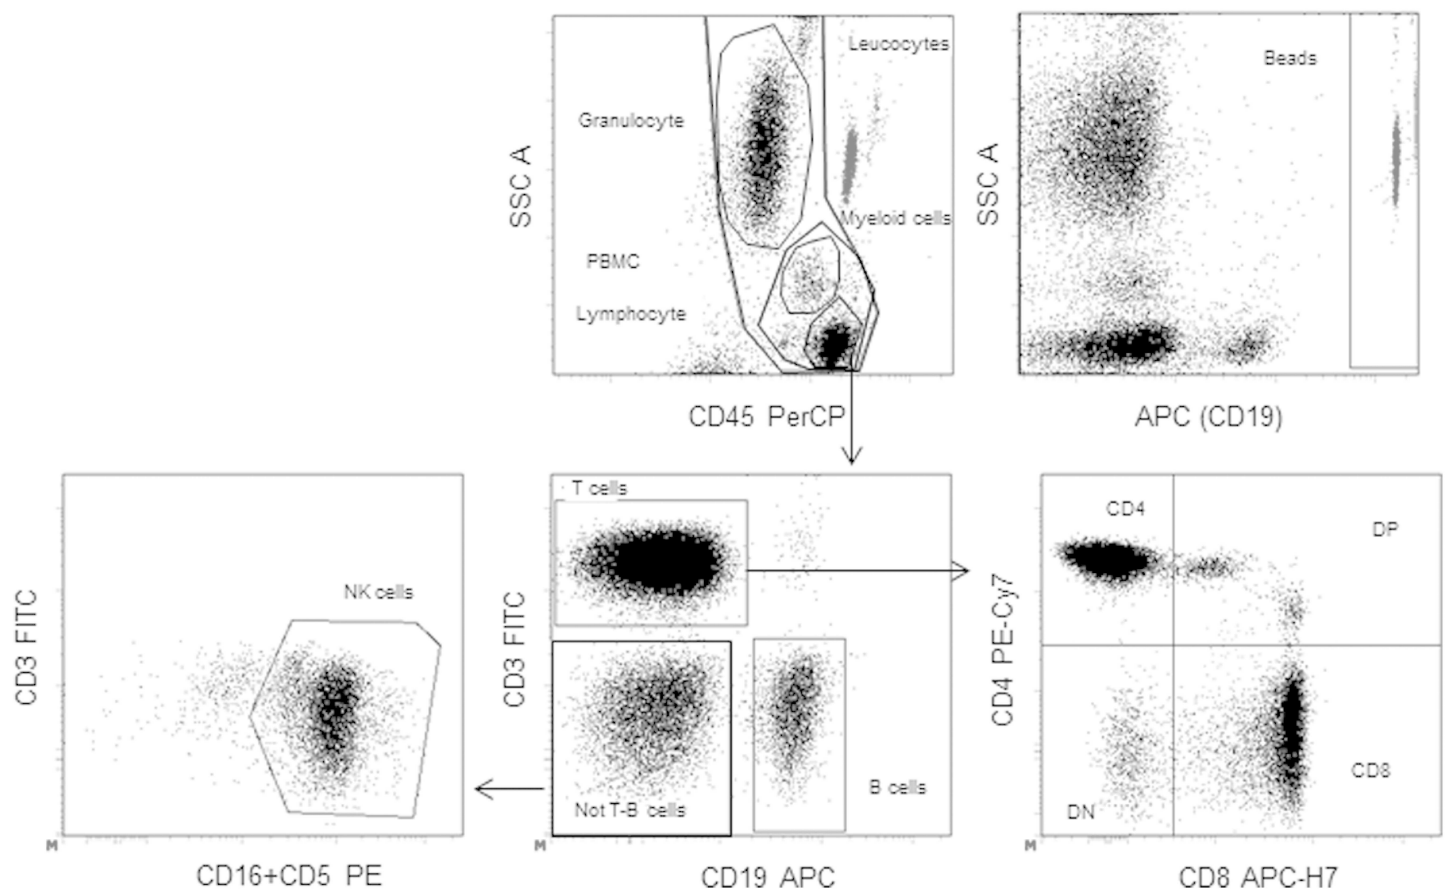 Leucocytes
Granulocyte
Myeloid cells
PBMC
Lymphocyte
SSC A
CD45 PerCP
Beads
SSC A
APC (CD19)
NK cells
CD3 FITC
M
CD16+CD5 PE
T cells
Not T-B cells
B cells
CD3 FITC
M
CD19 APC
CD4
DP
DN
CD8
CD4 PE-Cy7
M
CD8 APC-H7